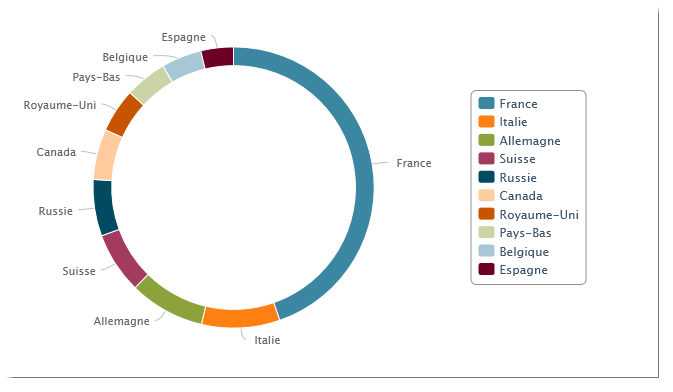 Espagne
Belgique
Pays-Bas
Royaume-Uni
Canada
Russie
Suisse
Allemagne
Italie
France
France
Italie
Allemagne
Suisse
Russie
Canada
Royaume-Uni
Pays-Bas
Belgique
Espagne